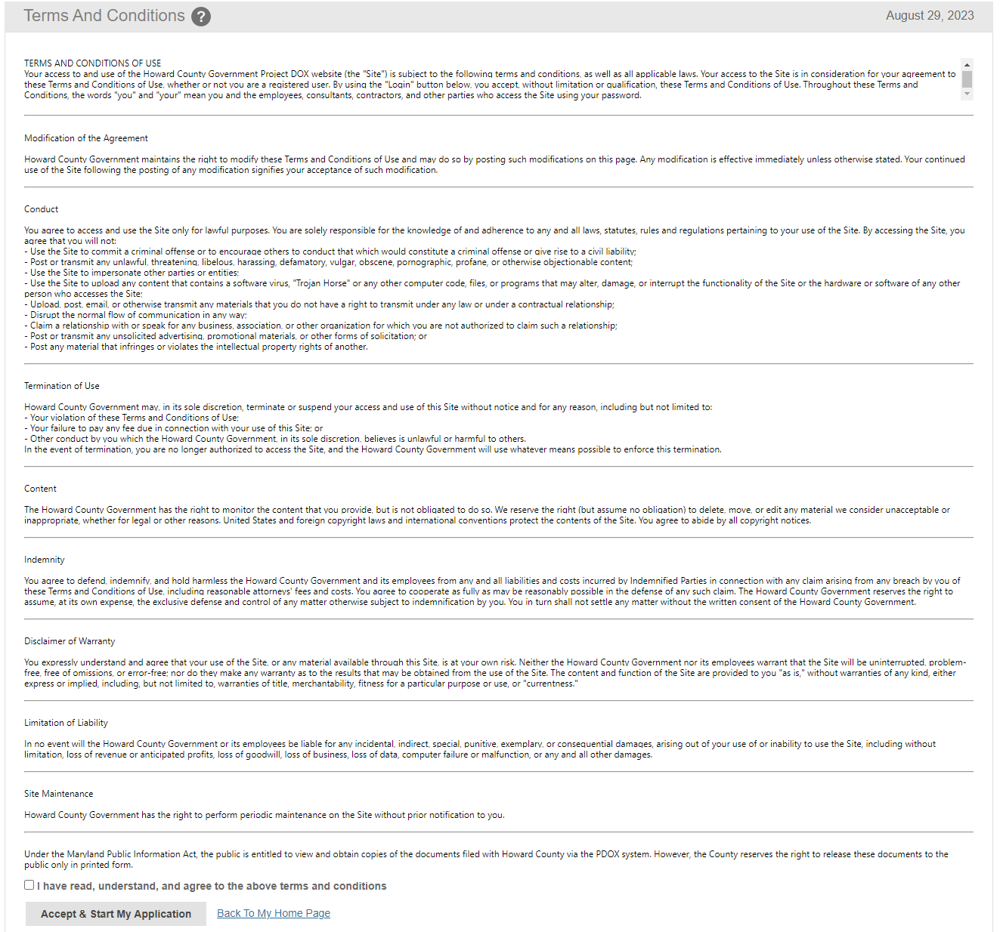 Terms And Conditions ?
August 29, 2023
TERMS AND CONDITIONS OF USE
Your access to and use of the Howard County Government Project DOX website (the "Site") is subject to the following terms and conditions, as well as all applicable laws. Your access to the Site is in consideration for your agreement to
these Terms and Conditions of Use, whether or not you are a registered user. By using the "Login" button below, you accept, without limitation or qualification, these Terms and Conditions of Use. Throughout these Terms and
Conditions, the words "you" and "your" mean you and the employees, consultants, contractors, and other parties who access the Site using your password.
Modification of the Agreement
Howard County Government maintains the right to modify these Terms and Conditions of Use and may do so by posting such modifications on this page. Any modification is effective immediately unless otherwise stated. Your continued
use of the Site following the posting of any modification signifies your acceptance of such modification.
Conduct
You agree to access and use the Site only for lawful purposes. You are solely responsible for the knowledge of and adherence to any and all laws, statutes, rules and regulations pertaining to your use of the Site. By accessing the Site, you
agree that you will not:
- Use the Site to commit a criminal offense or to encourage others to conduct that which would constitute a criminal offense or give rise to a civil liability;
- Post or transmit any unlawful, threatening, libelous, harassing, defamatory, vulgar, obscene, pornographic, profane, or otherwise objectionable content;
- Use the Site to impersonate other parties or entities;
- Use the Site to upload any content that contains a software virus, "Trojan Horse" or any other computer code, files, or programs that may alter, damage, or interrupt the functionality of the Site or the hardware or software of any other
person who accesses the Site;
- Upload, post, email, or otherwise transmit any materials that you do not have a right to transmit under any law or under a contractual relationship;
- Disrupt the normal flow of communication in any way;
- Claim a relationship with or speak for any business, association, or other organization for which you are not authorized to claim such a relationship;
- Post or transmit any unsolicited advertising, promotional materials, or other forms of solicitation; or
- Post any material that infringes or violates the intellectual property rights of another.
Termination of Use
Howard County Government may, in its sole discretion, terminate or suspend your access and use of this Site without notice and for any reason, including but not limited to:
- Your violation of these Terms and Conditions of Use;
- Your failure to pay any fee due in connection with your use of this Site; or
- Other conduct by you which the Howard County Government, in its sole discretion, believes is unlawful or harmful to others.
In the event of termination, you are no longer authorized to access the Site, and the Howard County Government will use whatever means possible to enforce this termination.
Content
The Howard County Government has the right to monitor the content that you provide, but is not obligated to do so. We reserve the right (but assume no obligation) to delete, move, or edit any material we consider unacceptable or
inappropriate, whether for legal or other reasons. United States and foreign copyright laws and international conventions protect the contents of the Site. You agree to abide by all copyright notices.
Indemnity
You agree to defend, indemnify, and hold harmless the Howard County Government and its employees from any and all liabilities and costs incurred by Indemnified Parties in connection with any claim arising from any breach by you of
these Terms and Conditions of Use, including reasonable attorneys' fees and costs. You agree to cooperate as fully as may be reasonably possible in the defense of any such claim. The Howard County Government reserves the right to
assume, at its own expense, the exclusive defense and control of any matter otherwise subject to indemnification by you. You in turn shall not settle any matter without the written consent of the Howard County Government.
Disclaimer of Warranty
You expressly understand and agree that your use of the Site, or any material available through this Site, is at your own risk. Neither the Howard County Government nor its employees warrant that the Site will be uninterrupted, problem-
free, free of omissions, or error-free; nor do they make any warranty as to the results that may be obtained from the use of the Site. The content and function of the Site are provided to you "as is," without warranties of any kind, either
express or implied, including, but not limited to, warranties of title, merchantability, fitness for a particular purpose or use, or "currentness."
Limitation of Liability
In no event will the Howard County Government or its employees be liable for any incidental, indirect, special, punitive, exemplary, or consequential damages, arising out of your use of or inability to use the Site, including without
limitation, loss of revenue or anticipated profits, loss of goodwill, loss of business, loss of data, computer failure or malfunction, or any and all other damages.
Site Maintenance
Howard County Government has the right to perform periodic maintenance on the Site without prior notification to you.
Under the Maryland Public Information Act, the public is entitled to view and obtain copies of the documents filed with Howard County via the PDOX system. However, the County reserves the right to release these documents to the
public only in printed form.
I have read, understand, and agree to the above terms and conditions
Accept & Start My Application
Back To My Home Page